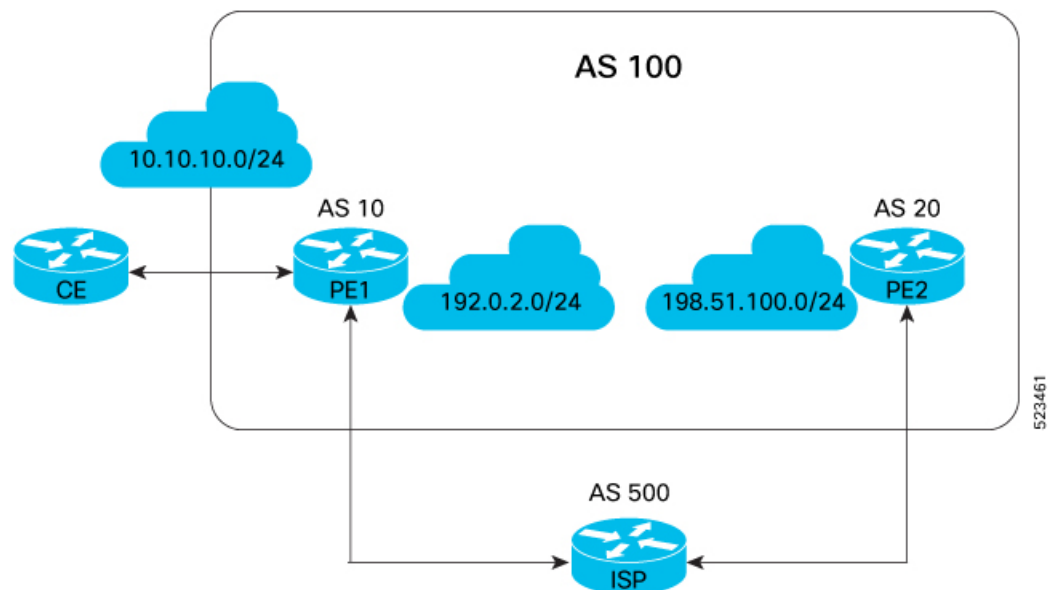 AS 100
10.10.10.0/24
AS 10
AS 20
CE
PE1
192.0.2.0/24
198.51.100.0/24
PE2
AS 500
ISP
523461